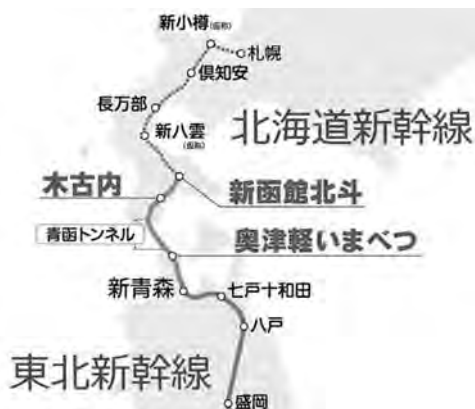 新小樽(仮称)
札幌
倶知安
長万部
新八雲
(仮称)
北海道新幹線
木古内
新函館北斗
青函トンネル
奥津軽いまべつ
新青森
七戸十和田
八戸
東北新幹線
盛岡